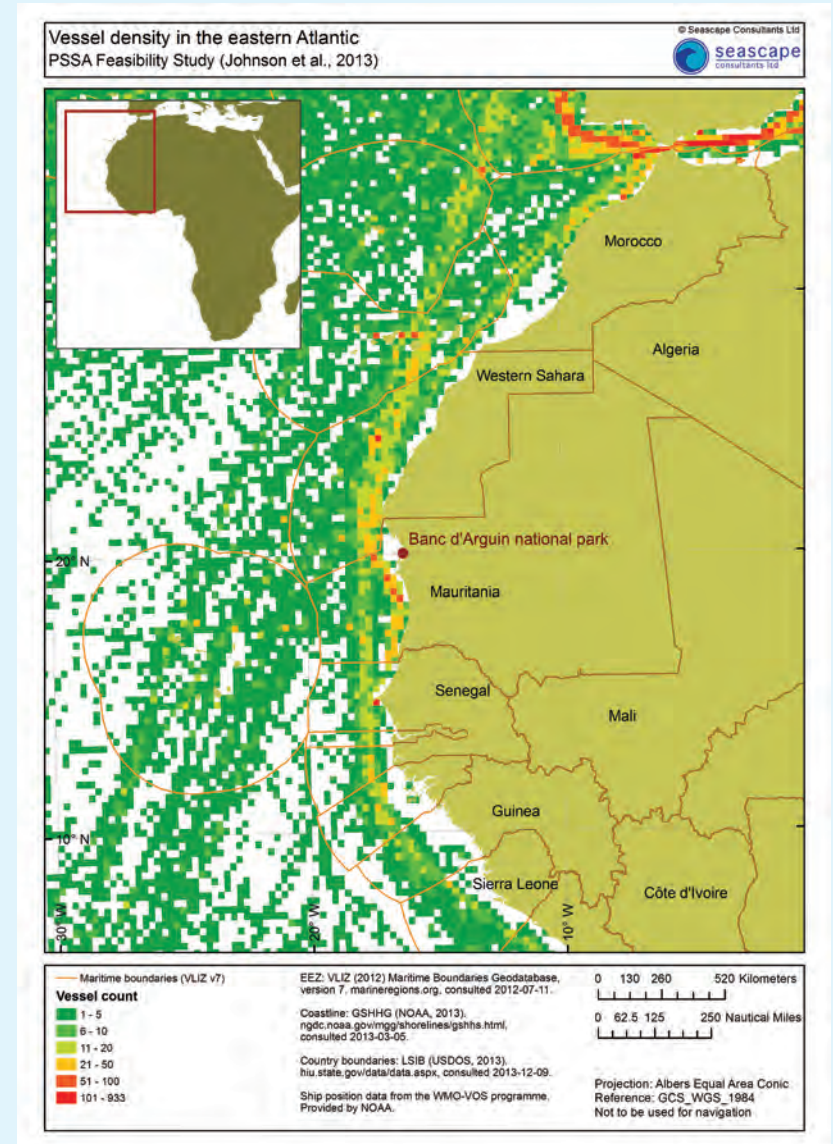 Vessel density in the eastern Atlantic
PSSA Feasibility Study (Johnson et al., 2013)
© Seascape Consultants Ltd
seascape
consultants ltd
Morocco
Algeria
Western Sahara
Banc d'Arguin national park
20° N
Mauritania
Senegal
Mali
Guinea
10° N
Sierra Leone
Côte d'Ivoire
30° W
20° W
10° W
Maritime boundaries (VLIZ v7)
Vessel count
1 - 5
6 - 10
11 - 20
21 - 50
51 - 100
101 - 933
EEZ: VLIZ (2012) Maritime Boundaries Geodatabase,
version 7. marineregions.org, consulted 2012-07-11.
Coastline: GSHHG (NOAA, 2013).
ngdc.noaa.gov/mgg/shorelines/gshhs.html,
consulted 2013-03-05.
Country boundaries: LSIB (USDOS, 2013).
hiu.state.gov/data/data.aspx, consulted 2013-12-09.
Ship position data from the WMO-VOS programme.
Provided by NOAA.
0 130 260 520 Kilometers
0 62.5 125 250 Nautical Miles
Projection: Albers Equal Area Conic
Reference: GCS_WGS_1984
Not to be used for navigation